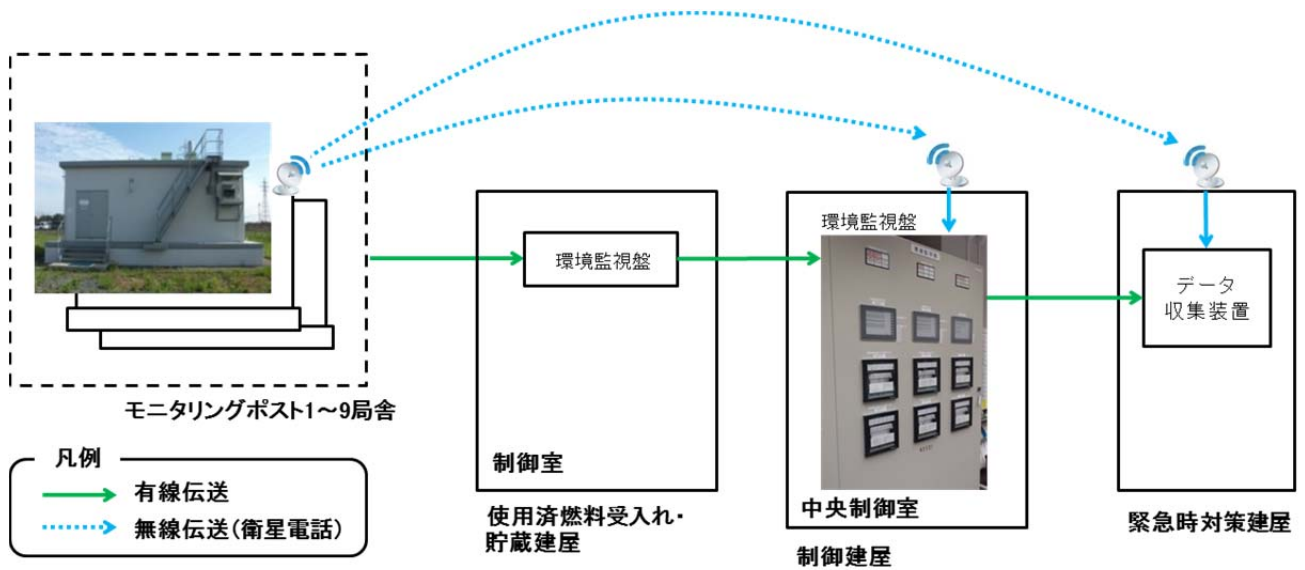 環境監視盤
環境監視盤
データ
収集装置
モニタリングポスト1～9局舎
制御室
中央制御室
使用済燃料受入れ・
貯蔵建屋
制御建屋
緊急時対策建屋
凡例
有線伝送
無線伝送(衛星電話)